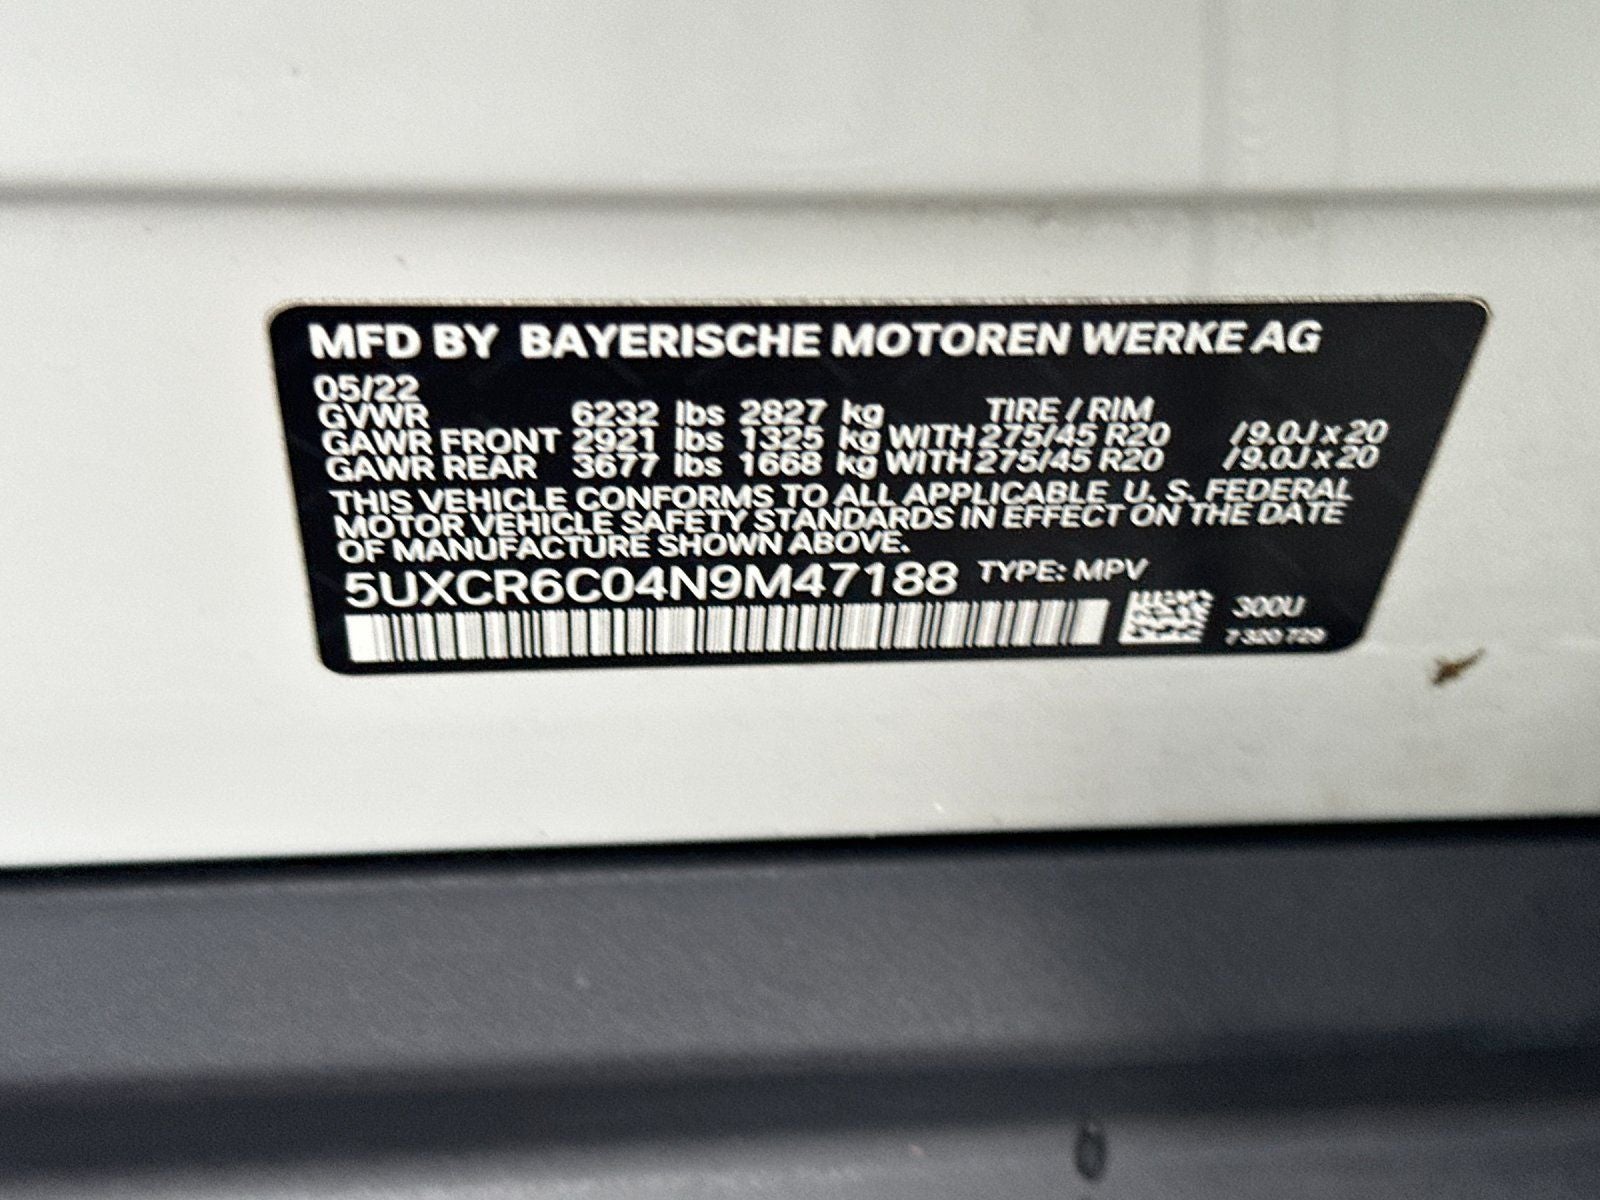 MFD BY BAYERISCHE MOTOREN WERKE AG
05/22 TIRE / RIM
GVWR 6232 lbs 2827 kg
GAWR FRONT 2921 lbs 1325 kg WITH 275/45 R20 / 9.0J x 20
GAWR REAR 3677 lbs 1668 kg WITH 275/45 R20 / 9.0J x 20
THIS VEHICLE CONFORMS TO ALL APPLICABLE U. S. FEDERAL
MOTOR VEHICLE SAFETY STANDARDS IN EFFECT ON THE DATE
OF MANUFACTURE SHOWN ABOVE.
5UXCR6C04N9M47188 TYPE: MPV
300U
7 320 729